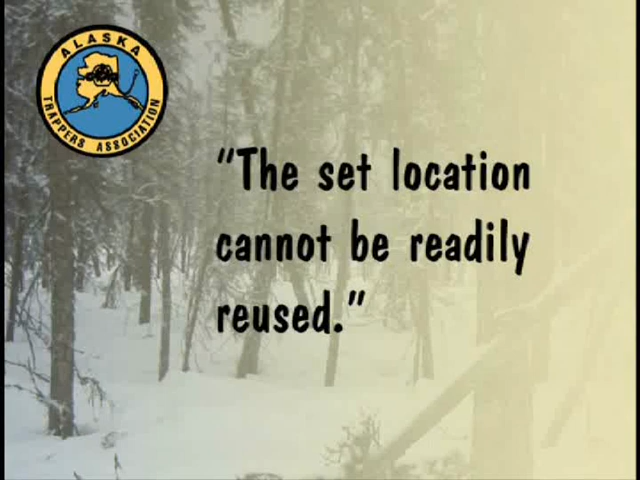 ALASKA
TRAPPERS ASSOCIATION
“The set location
cannot be readily
reused.”